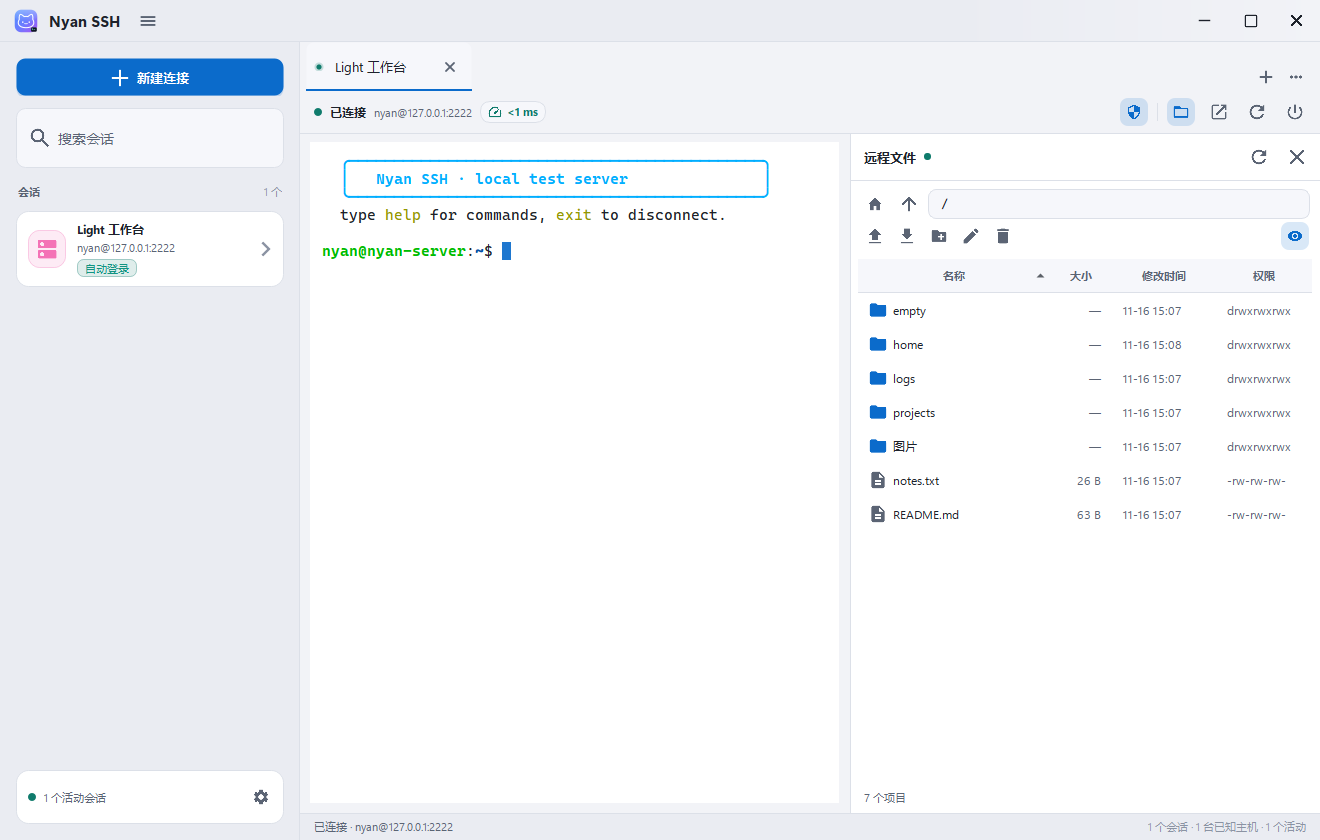 Nyan SSH
新建连接
搜索会话
会话 1 个
Light 工作台
nyan@127.0.0.1:2222
自动登录
1 个活动会话
Light 工作台
已连接 nyan@127.0.0.1:2222 <1 ms
Nyan SSH · local test server
type help for commands, exit to disconnect.
nyan@nyan-server:~$
远程文件
/
名称 大小 修改时间 权限
empty — 11-16 15:07 drwxrwxrwx
home — 11-16 15:08 drwxrwxrwx
logs — 11-16 15:07 drwxrwxrwx
projects — 11-16 15:07 drwxrwxrwx
图片 — 11-16 15:07 drwxrwxrwx
notes.txt 26 B 11-16 15:07 -rw-rw-rw-
README.md 63 B 11-16 15:07 -rw-rw-rw-
7 个项目
已连接 · nyan@127.0.0.1:2222
1 个会话 · 1 台已知主机 · 1 个活动